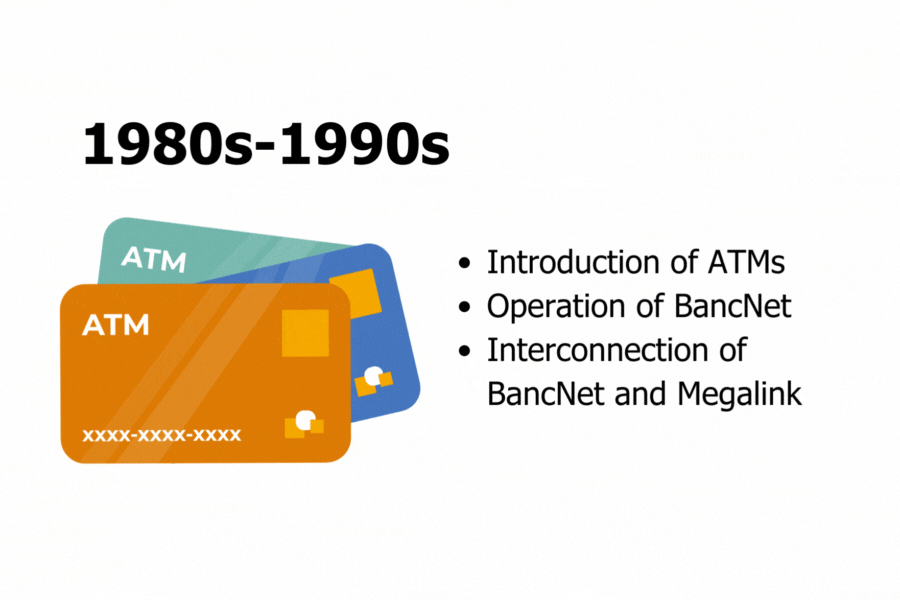 1980s-1990s
ATM
ATM
xxxx-xxxx-xxxx
• Introduction of ATMs
• Operation of BancNet
• Interconnection of
BancNet and Megalink